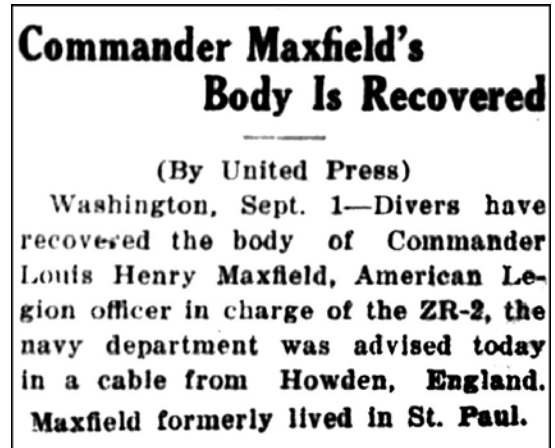 Commander Maxfield's
Body Is Recovered
(By United Press)
Washington, Sept. 1—Divers have
recovered the body of Commander
Louis Henry Maxfield, American Le-
gion officer in charge of the ZR-2, the
navy department was advised today
in a cable from Howden, England.
Maxfield formerly lived in St. Paul.